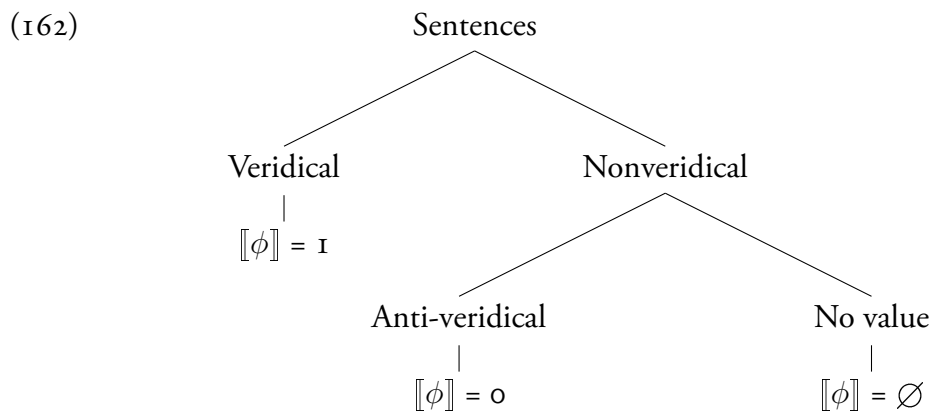 (162) Sentences
Veridical Nonveridical
⟦ϕ⟧ = 1
Anti-veridical No value
⟦ϕ⟧ = 0 ⟦ϕ⟧ = ∅